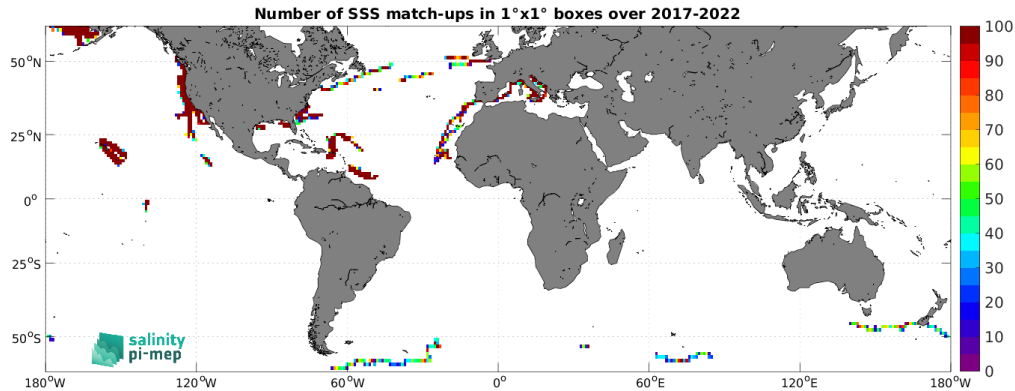 Number of SSS match-ups in 1°x1° boxes over 2017-2022
50°N
25°N
0°
25°S
50°S
180°W
120°W
60°W
0°
60°E
120°E
180°W
100
90
80
70
60
50
40
30
20
10
0
salinity
pi-mep